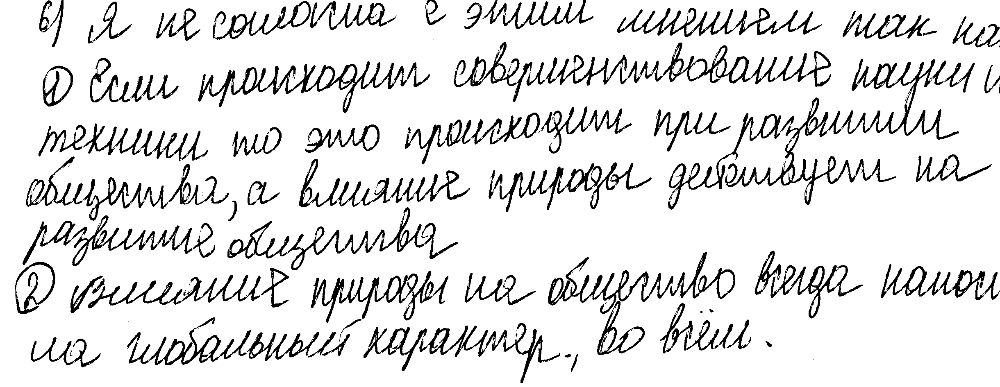 6) Я не согласна с этим мнением так ка
① Если происходит совершенствование науки и
техники то это происходит при развитии
общества, а влияние природы действует на
развитие общества
② Влияние природы на общество всегда
на глобальный характер., во всём.